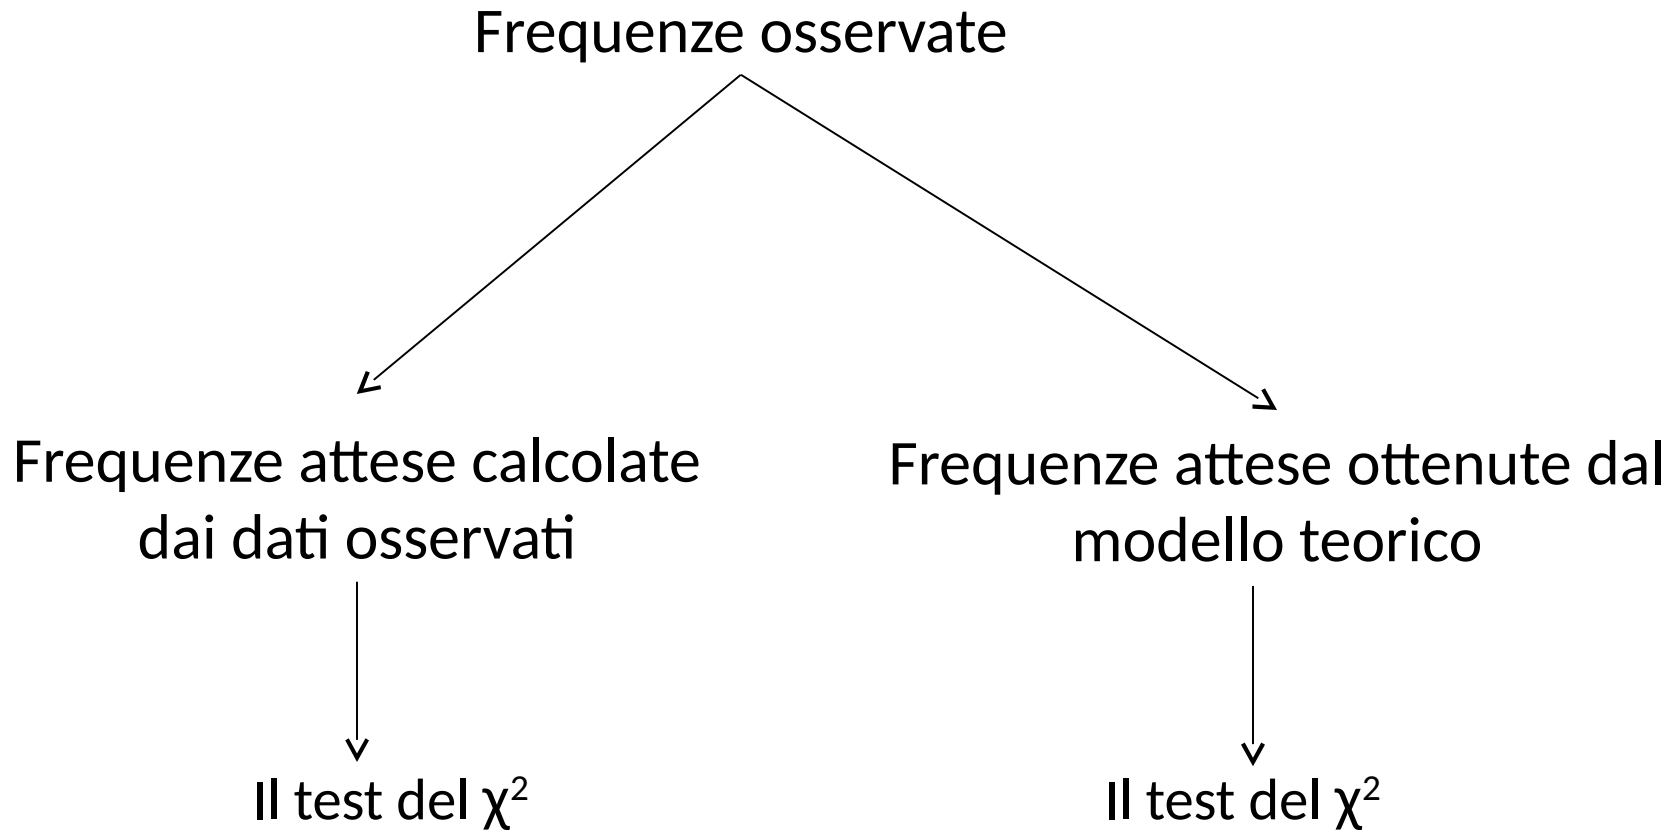 Frequenze osservate
Frequenze attese calcolate
dai dati osservati
Frequenze attese ottenute dal
modello teorico
Il test del χ²
Il test del χ²